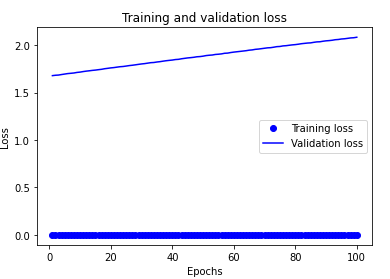 Training and validation loss
2.0
1.5
1.0
0.5
0.0
Loss
Training loss
Validation loss
0 20 40 60 80 100
Epochs